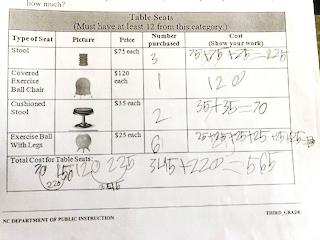 how much?
Table Seats
(Must have at least 12 from this category.)
Type of Seat Picture Price Number purchased Cost (Show your work)
Stool $75 each 3 75+75+75=225
Covered Exercise Ball Chair $120 each 1 120
Cushioned Stool $35 each 2 35+35=70
Exercise Ball With Legs $25 each 6 25+25+25+25+25+25
Total Cost for Table Seats: 345+220=565
70 150 120 225
220 345
NC DEPARTMENT OF PUBLIC INSTRUCTION THIRD GRADE